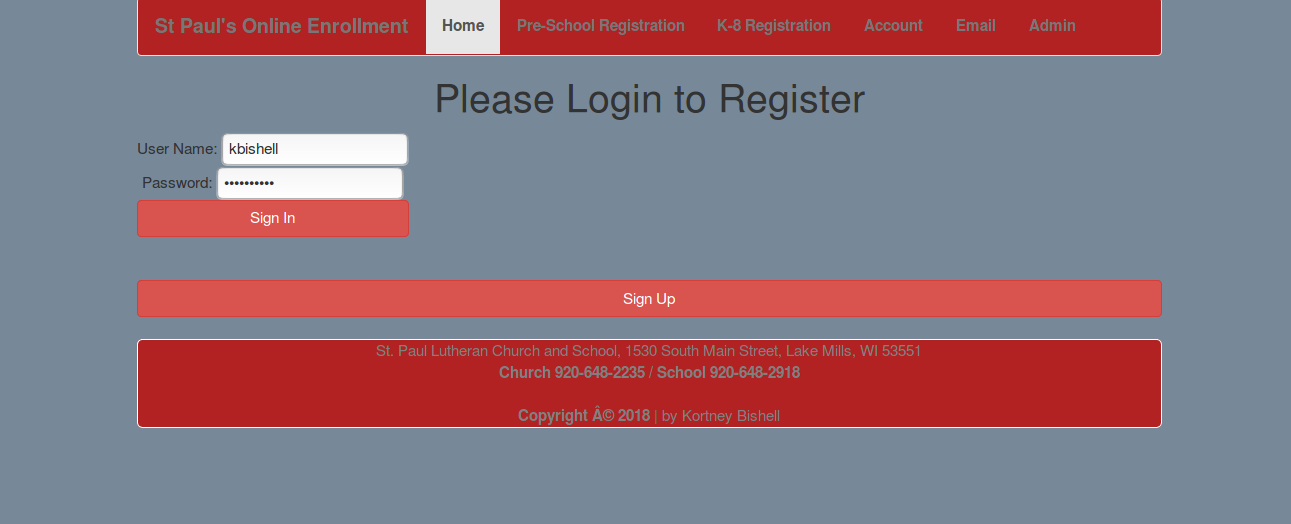 St Paul's Online Enrollment Home Pre-School Registration K-8 Registration Account Email Admin
Please Login to Register
User Name: kbishell
Password: ••••••••••
Sign In
Sign Up
St. Paul Lutheran Church and School, 1530 South Main Street, Lake Mills, WI 53551
Church 920-648-2235 / School 920-648-2918
Copyright Â© 2018 | by Kortney Bishell